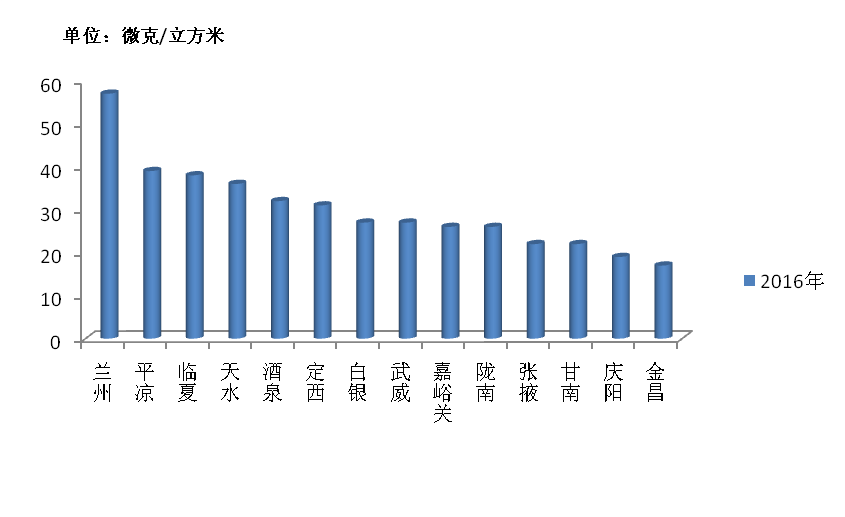 单位：微克/立方米
60
50
40
30
20
10
0
兰州
平凉
临夏
天水
酒泉
定西
白银
武威
嘉峪关
陇南
张掖
甘南
庆阳
金昌
2016年